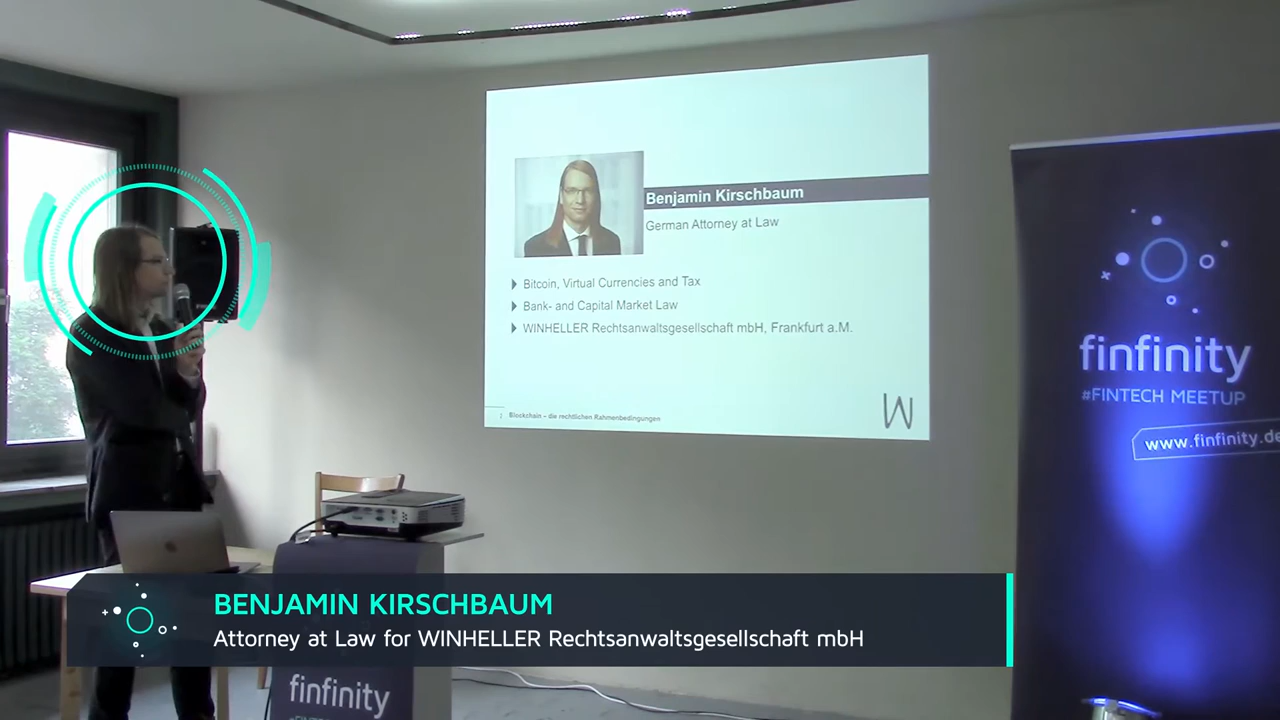 Benjamin Kirschbaum
German Attorney at Law
Bitcoin, Virtual Currencies and Tax
Bank- and Capital Market Law
WINHELLER Rechtsanwaltsgesellschaft mbH, Frankfurt a.M.
2 Blockchain – die rechtlichen Rahmenbedingungen
W
finfinity
#FINTECH MEETUP
www.finfinity.de
BENJAMIN KIRSCHBAUM
Attorney at Law for WINHELLER Rechtsanwaltsgesellschaft mbH
finfinity